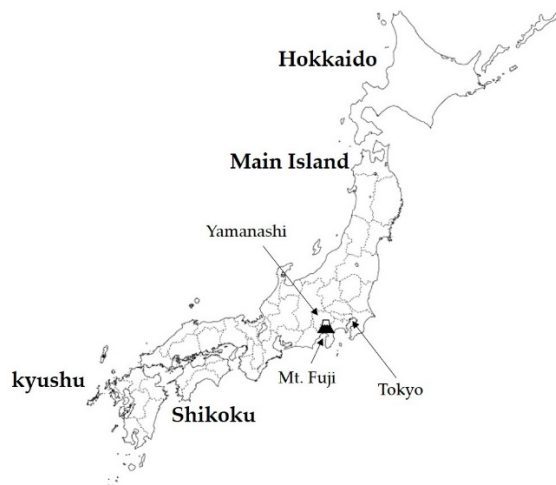 Hokkaido
Main Island
Yamanashi
Mt. Fuji
Tokyo
kyushu
Shikoku